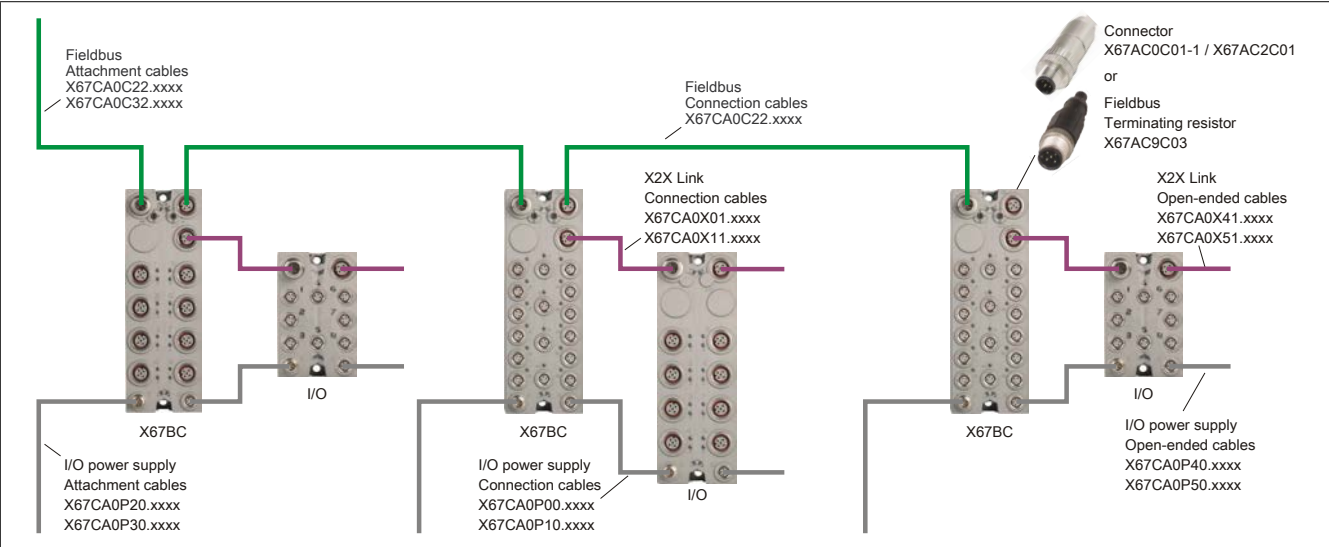 Fieldbus
Attachment cables
X67CA0C22.xxxx
X67CA0C32.xxxx
Fieldbus
Connection cables
X67CA0C22.xxxx
Connector
X67AC0C01-1 / X67AC2C01
or
Fieldbus
Terminating resistor
X67AC9C03
X2X Link
Connection cables
X67CA0X01.xxxx
X67CA0X11.xxxx
X2X Link
Open-ended cables
X67CA0X41.xxxx
X67CA0X51.xxxx
I/O
X67BC
I/O power supply
Attachment cables
X67CA0P20.xxxx
X67CA0P30.xxxx
X67BC
I/O power supply
Connection cables
X67CA0P00.xxxx
X67CA0P10.xxxx
I/O
X67BC
I/O
I/O power supply
Open-ended cables
X67CA0P40.xxxx
X67CA0P50.xxxx